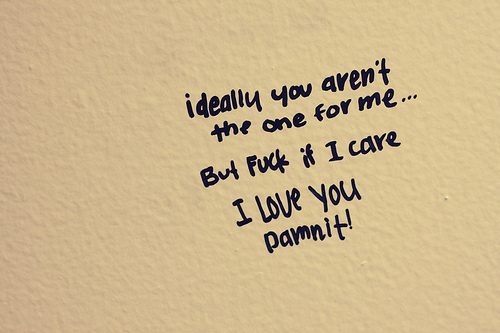 ideally you aren't
the one for me...
But Fuck if I care
I love you
Damnit!